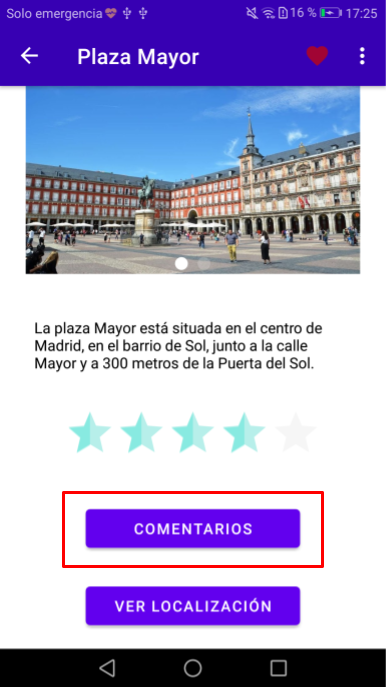 Solo emergencia 16 % 17:25
Plaza Mayor
La plaza Mayor está situada en el centro de
Madrid, en el barrio de Sol, junto a la calle
Mayor y a 300 metros de la Puerta del Sol.
COMENTARIOS
VER LOCALIZACIÓN